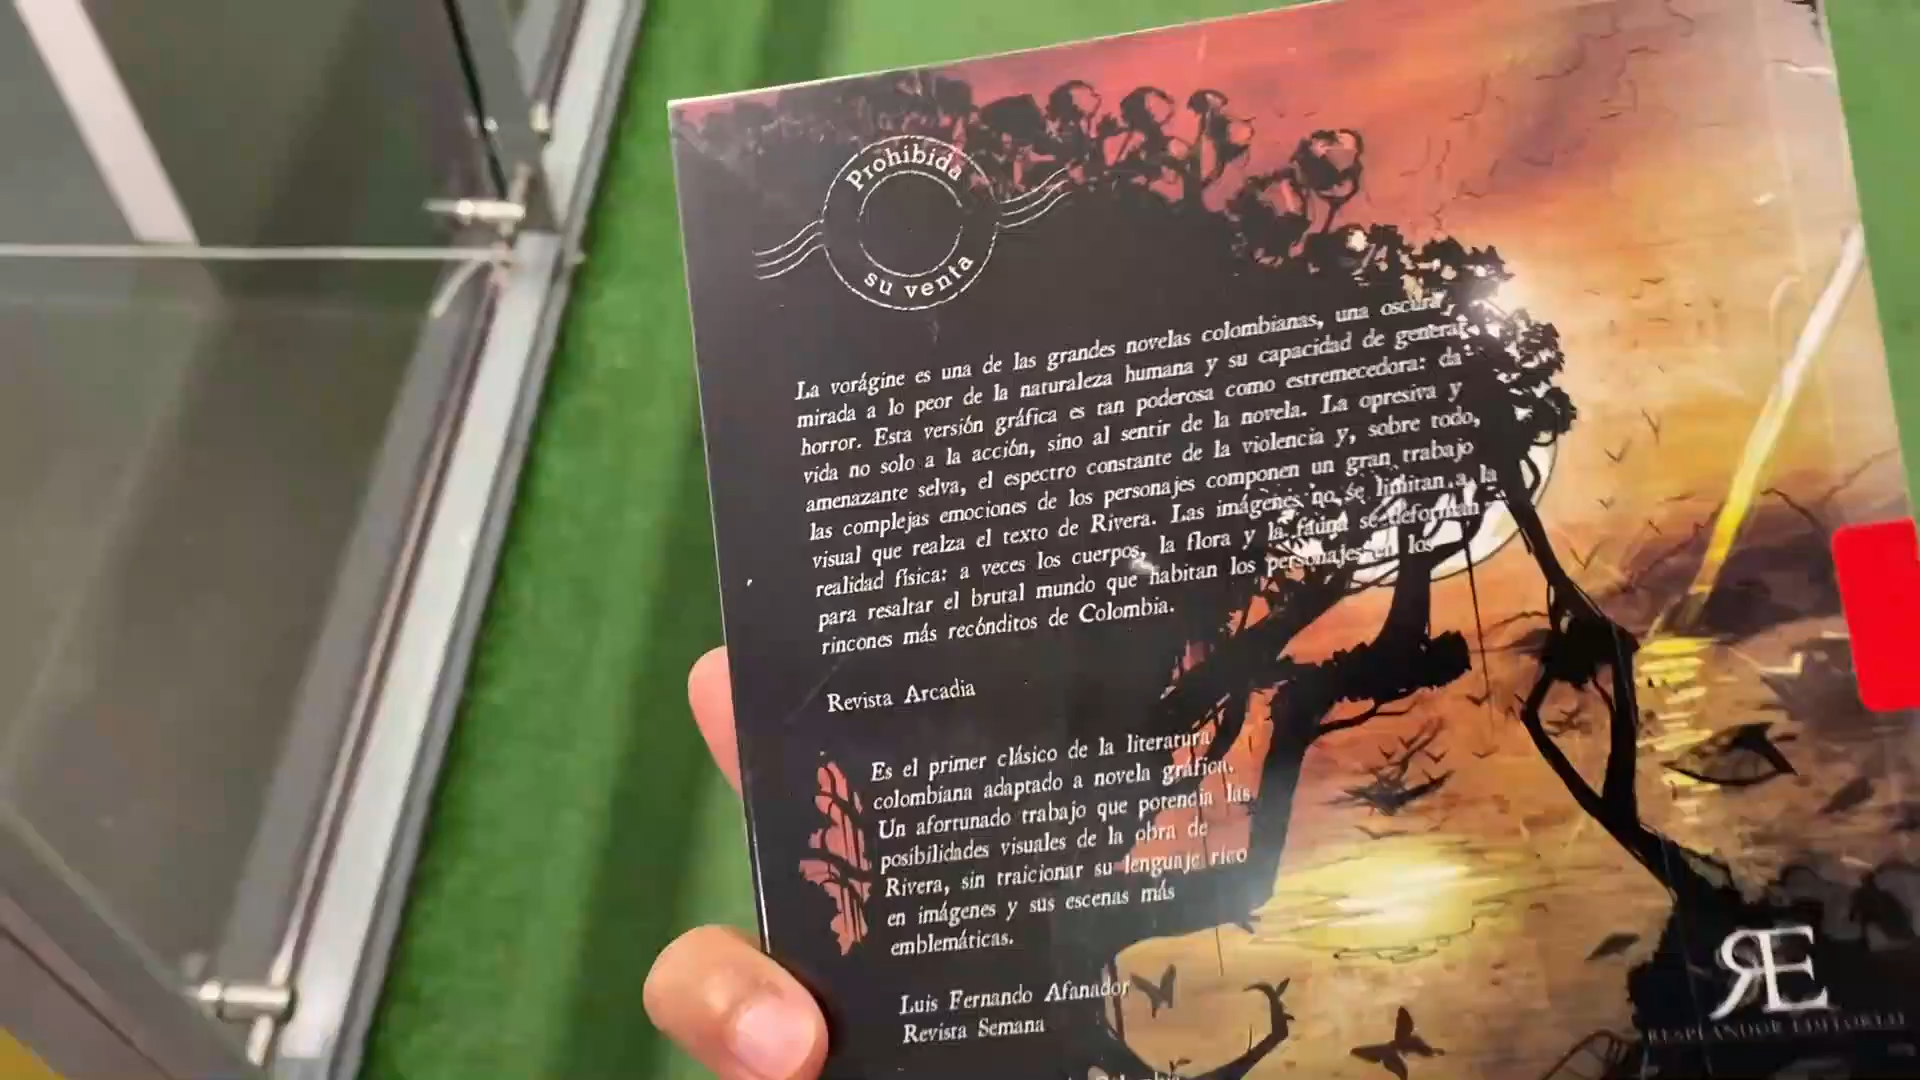 Prohibida
su venta
La vorágine es una de las grandes novelas colombianas, una oscura
mirada a lo peor de la naturaleza humana y su capacidad de generar
horror. Esta versión gráfica es tan poderosa como estremecedora: da
vida no solo a la acción, sino al sentir de la novela. La opresiva y
amenazante selva, el espectro constante de la violencia y, sobre todo,
las complejas emociones de los personajes componen un gran trabajo
visual que realza el texto de Rivera. Las imágenes no se limitan a la
realidad física: a veces los cuerpos, la flora y la fauna se deforman
para resaltar el brutal mundo que habitan los personajes en los
rincones más recónditos de Colombia.
Revista Arcadia
Es el primer clásico de la literatura
colombiana adaptado a novela gráfica.
Un afortunado trabajo que potencia las
posibilidades visuales de la obra de
Rivera, sin traicionar su lenguaje rico
en imágenes y sus escenas más
emblemáticas.
Luis Fernando Afanador
Revista Semana
RE
RESPLANDOR EDITORIAL